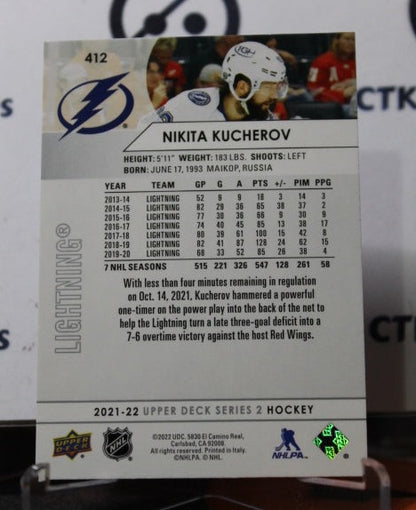 412
CTK
NIKITA KUCHEROV
HEIGHT: 5'11" WEIGHT: 183 LBS. SHOOTS: LEFT
BORN: JUNE 17, 1993 MAIKOP, RUSSIA
YEAR TEAM GP G A PTS +/- PIM PPG
2013-14 LIGHTNING 52 9 9 18 3 14 3
2014-15 LIGHTNING 82 29 36 65 38 37 2
2015-16 LIGHTNING 77 30 36 66 9 30 9
2016-17 LIGHTNING 74 40 45 85 13 38 17
2017-18 LIGHTNING 80 39 61 100 15 42 8
2018-19 LIGHTNING 82 41 87 128 24 62 15
2019-20 LIGHTNING 68 33 52 85 26 38 4
7 NHL SEASONS 515 221 326 547 128 261 58
LIGHTNING®
With less than four minutes remaining in regulation
on Oct. 14, 2021, Kucherov hammered a powerful
one-timer on the power play into the back of the net to
help the Lightning turn a late three-goal deficit into a
7-6 overtime victory against the host Red Wings.
2021-22 UPPER DECK SERIES 2 HOCKEY
UPPER DECK
NHL
©2022 UDC. 5830 El Camino Real,
Carlsbad, CA 92008.
All rights reserved. Printed in Italy.
©NHLPA. © NHL.
NHLPA